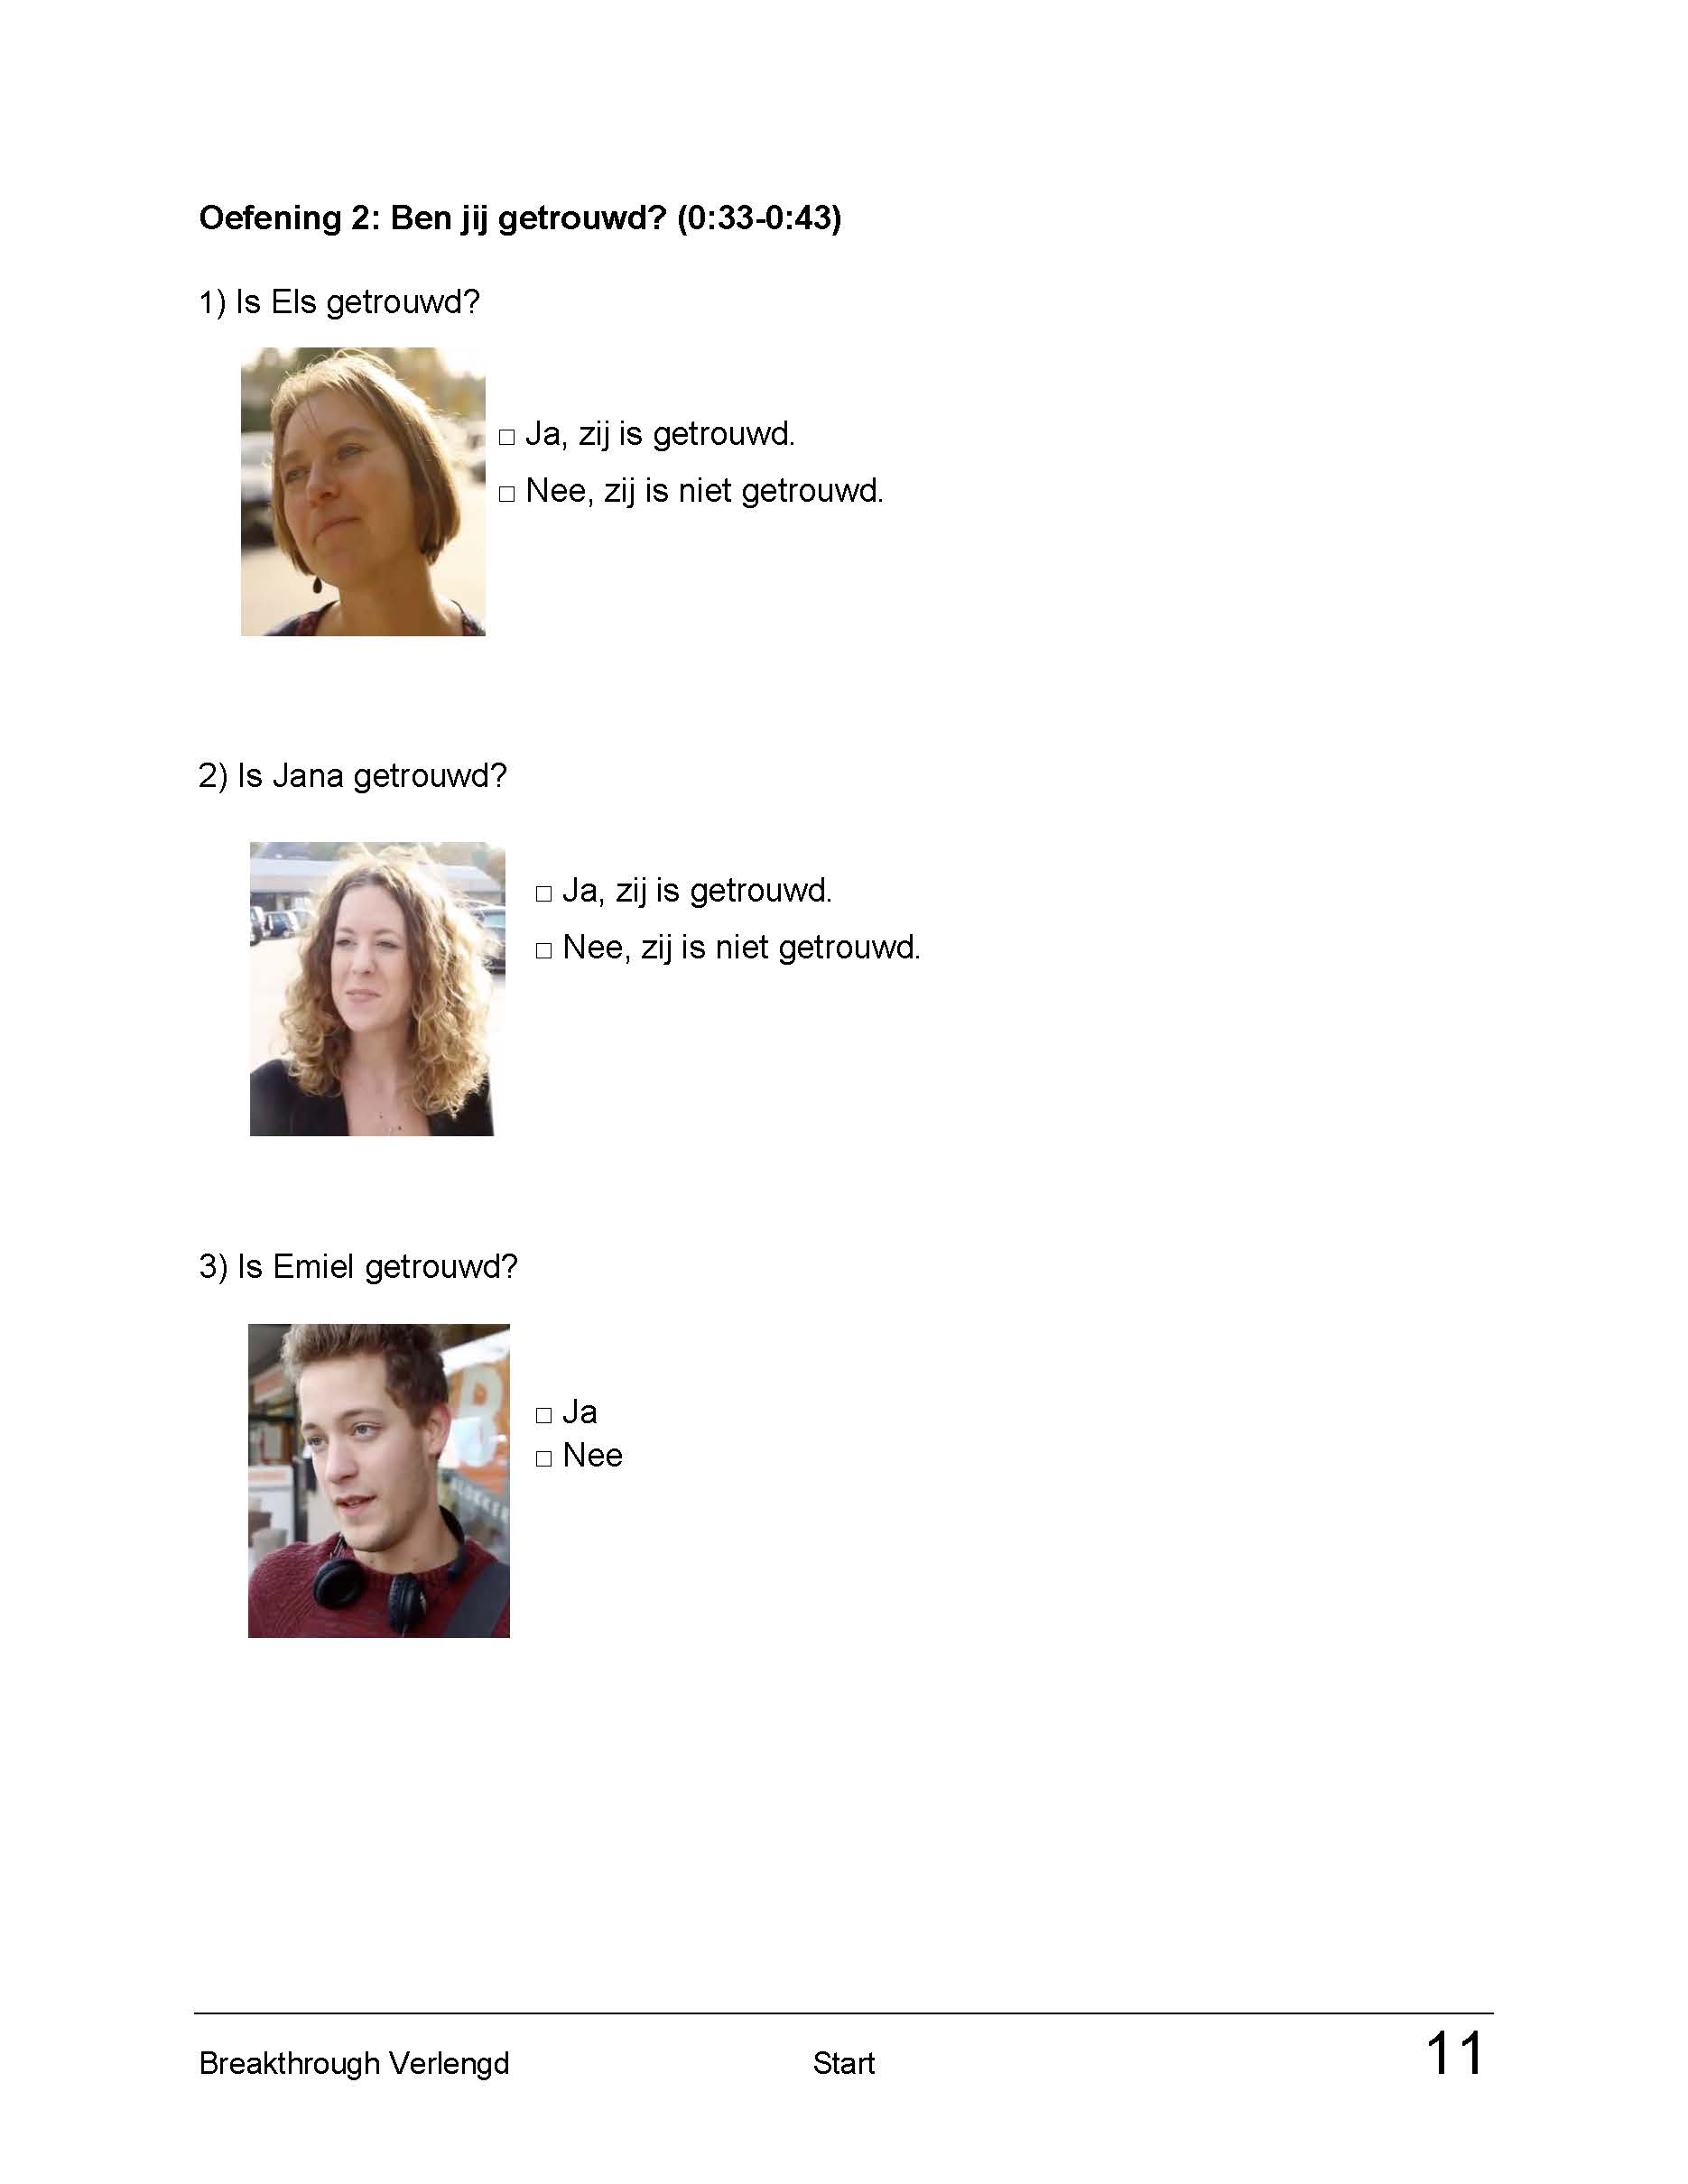 Oefening 2: Ben jij getrouwd? (0:33-0:43)
1) Is Els getrouwd?
□ Ja, zij is getrouwd.
□ Nee, zij is niet getrouwd.
2) Is Jana getrouwd?
□ Ja, zij is getrouwd.
□ Nee, zij is niet getrouwd.
3) Is Emiel getrouwd?
B
BLOKKER
□ Ja
□ Nee
Breakthrough Verlengd Start 11